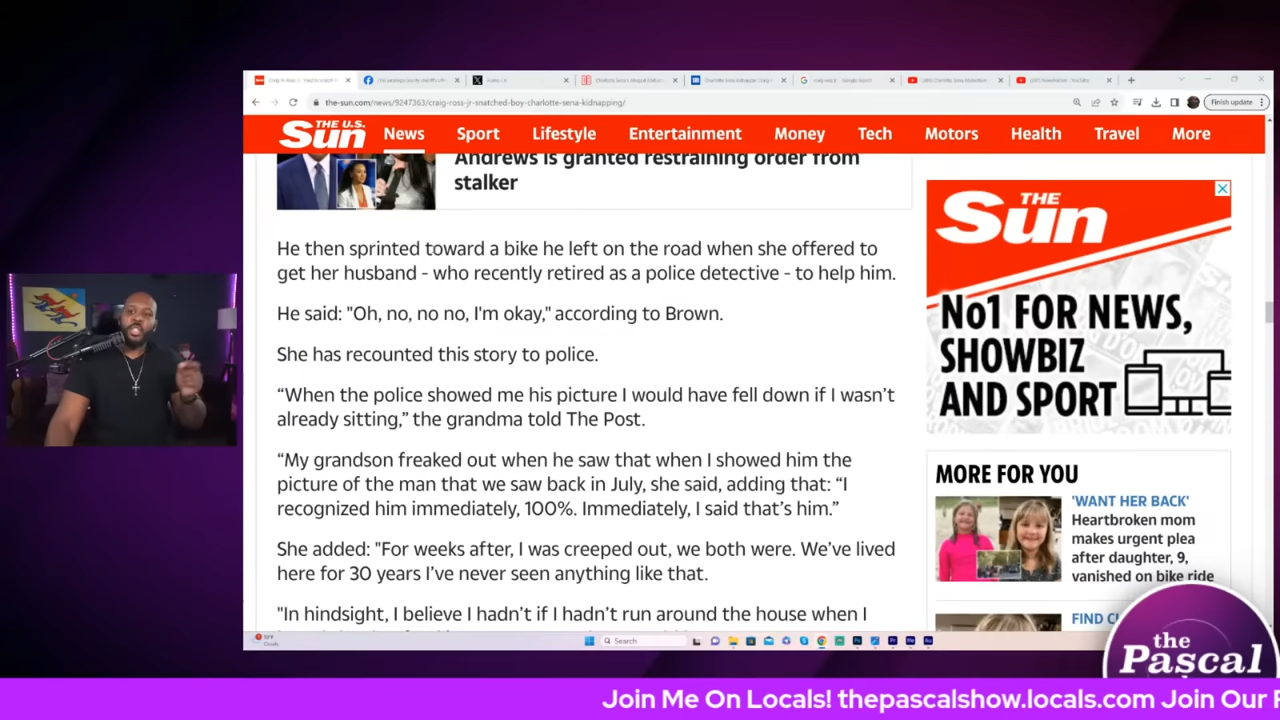 the-sun.com/news/9247363/craig-ross-jr-snatched-boy-charlotte-sena-kidnapping/
Finish update
THE U.S.
Sun
News
Sport
Lifestyle
Entertainment
Money
Tech
Motors
Health
Travel
More
Andrews is granted restraining order from
stalker
He then sprinted toward a bike he left on the road when she offered to
get her husband - who recently retired as a police detective - to help him.
He said: "Oh, no, no no, I'm okay," according to Brown.
She has recounted this story to police.
“When the police showed me his picture I would have fell down if I wasn’t
already sitting,” the grandma told The Post.
“My grandson freaked out when he saw that when I showed him the
picture of the man that we saw back in July, she said, adding that: “I
recognized him immediately, 100%. Immediately, I said that’s him.”
She added: "For weeks after, I was creeped out, we both were. We’ve lived
here for 30 years I’ve never seen anything like that.
"In hindsight, I believe I hadn’t if I hadn’t run around the house when I
THE
Sun
No1 FOR NEWS,
SHOWBIZ
AND SPORT
MORE FOR YOU
'WANT HER BACK'
Heartbroken mom
makes urgent plea
after daughter, 9,
vanished on bike ride
FIND
Search
the
Pascal
Join Me On Locals! thepascalshow.locals.com Join Our